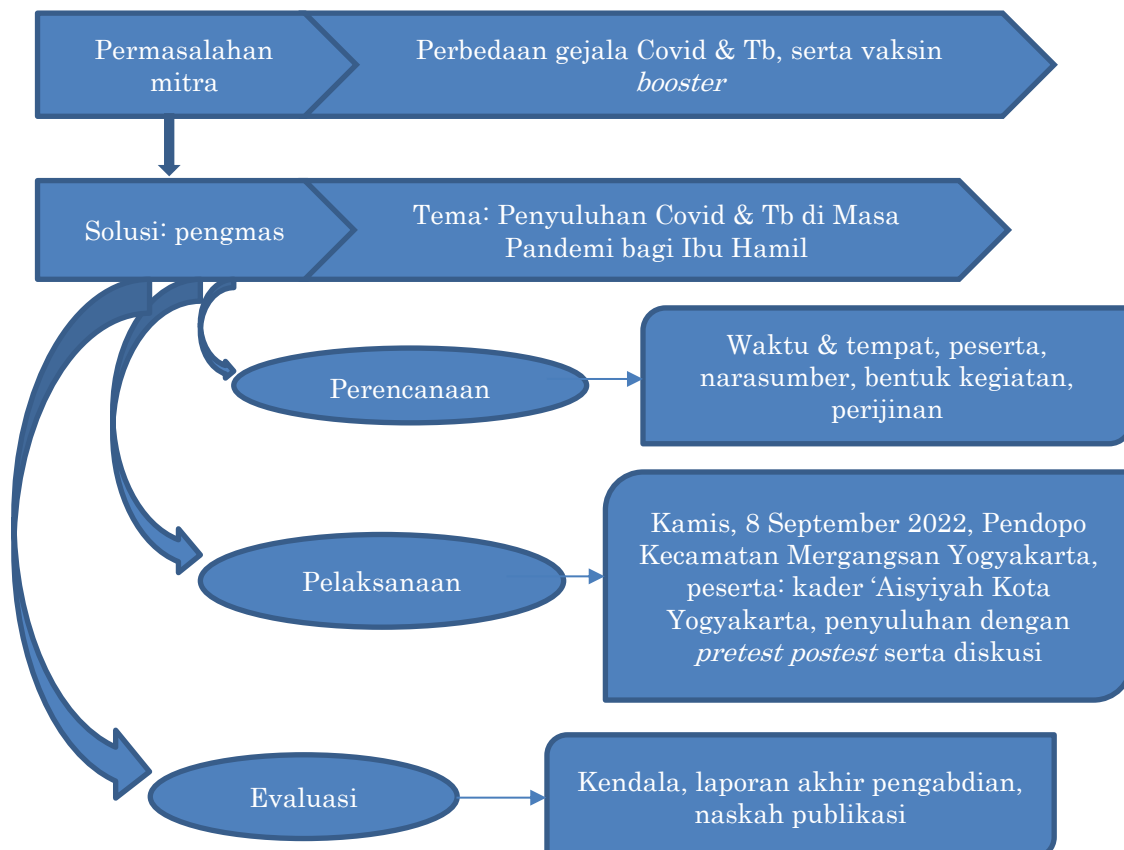 Permasalahan
mitra
Perbedaan gejala Covid & Tb, serta vaksin
booster
Solusi: pengmas
Tema: Penyuluhan Covid & Tb di Masa
Pandemi bagi Ibu Hamil
Perencanaan
Waktu & tempat, peserta,
narasumber, bentuk kegiatan,
perijinan
Pelaksanaan
Kamis, 8 September 2022, Pendopo
Kecamatan Mergangsan Yogyakarta,
peserta: kader ‘Aisyiyah Kota
Yogyakarta, penyuluhan dengan
pretest postest serta diskusi
Evaluasi
Kendala, laporan akhir pengabdian,
naskah publikasi